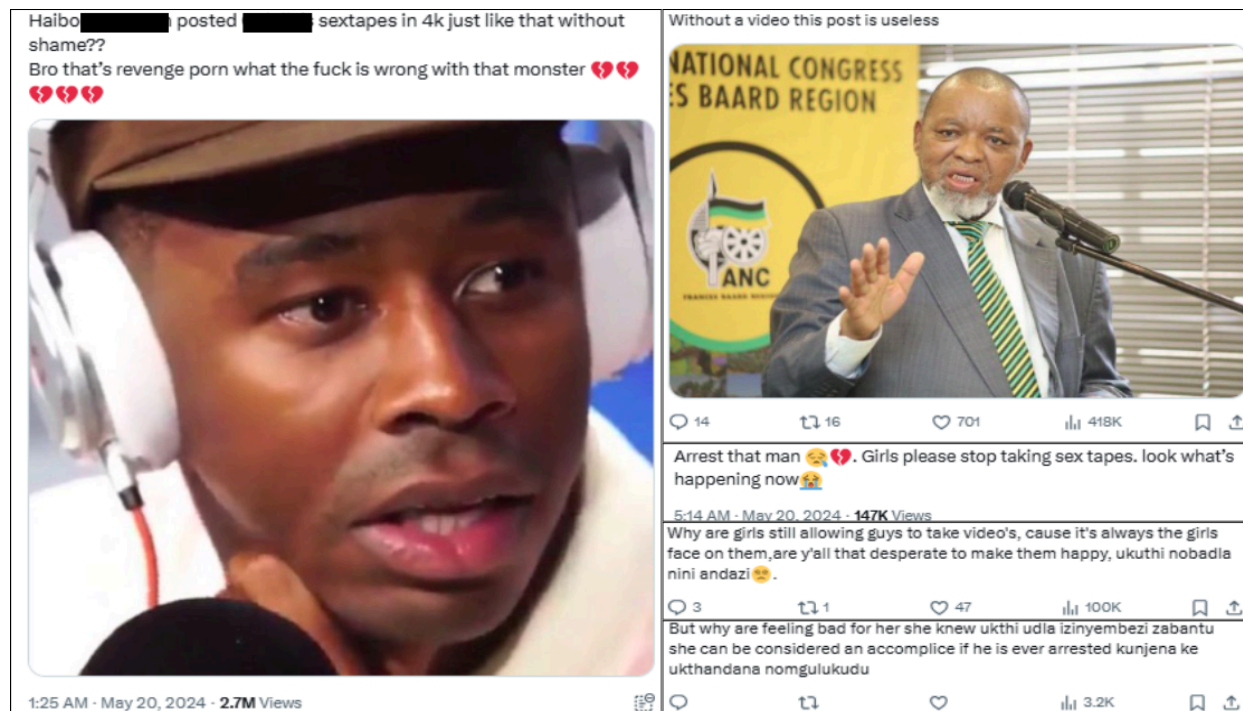 Haibo posted sextapes in 4k just like that without
shame??
Bro that's revenge porn what the fuck is wrong with that monster 💔💔
💔💔💔
1:25 AM · May 20, 2024 · 2.7M Views
Without a video this post is useless
NATIONAL CONGRESS
ES BAARD REGION
ANC
FRANCES BAARD REGION
14 16 701 418K
Arrest that man 😪💔. Girls please stop taking sex tapes. look what's
happening now😭
5:14 AM · May 20, 2024 · 147K Views
Why are girls still allowing guys to take video's, cause it's always the girls
face on them,are y'all that desperate to make them happy, ukuthi nobadla
nini andazi🥺.
3 1 47 100K
But why are feeling bad for her she knew ukthi udla izinyembezi zabantu
she can be considered an accomplice if he is ever arrested kunjena ke
ukthandana nomgulukudu
3.2K